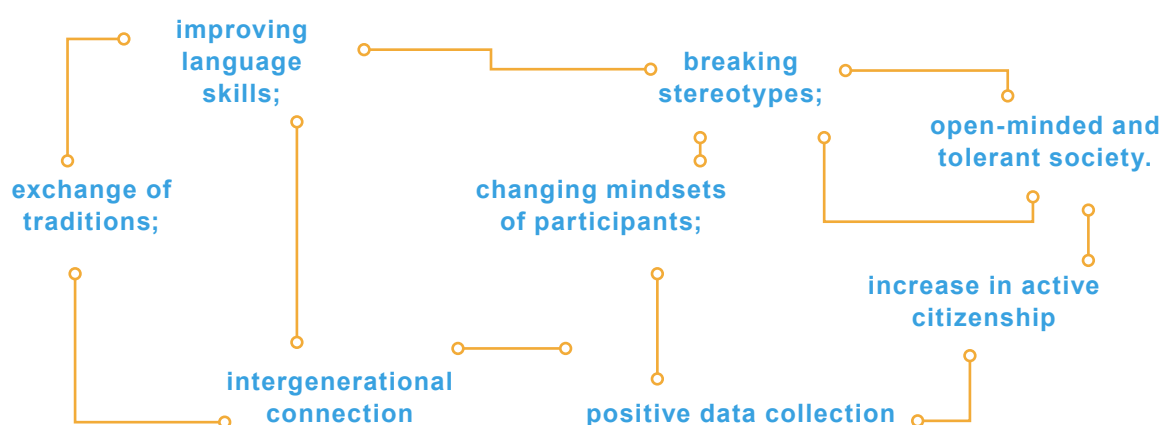 improving
language
skills;
breaking
stereotypes;
open-minded and
tolerant society.
exchange of
traditions;
changing mindsets
of participants;
increase in active
citizenship
intergenerational
connection
positive data collection